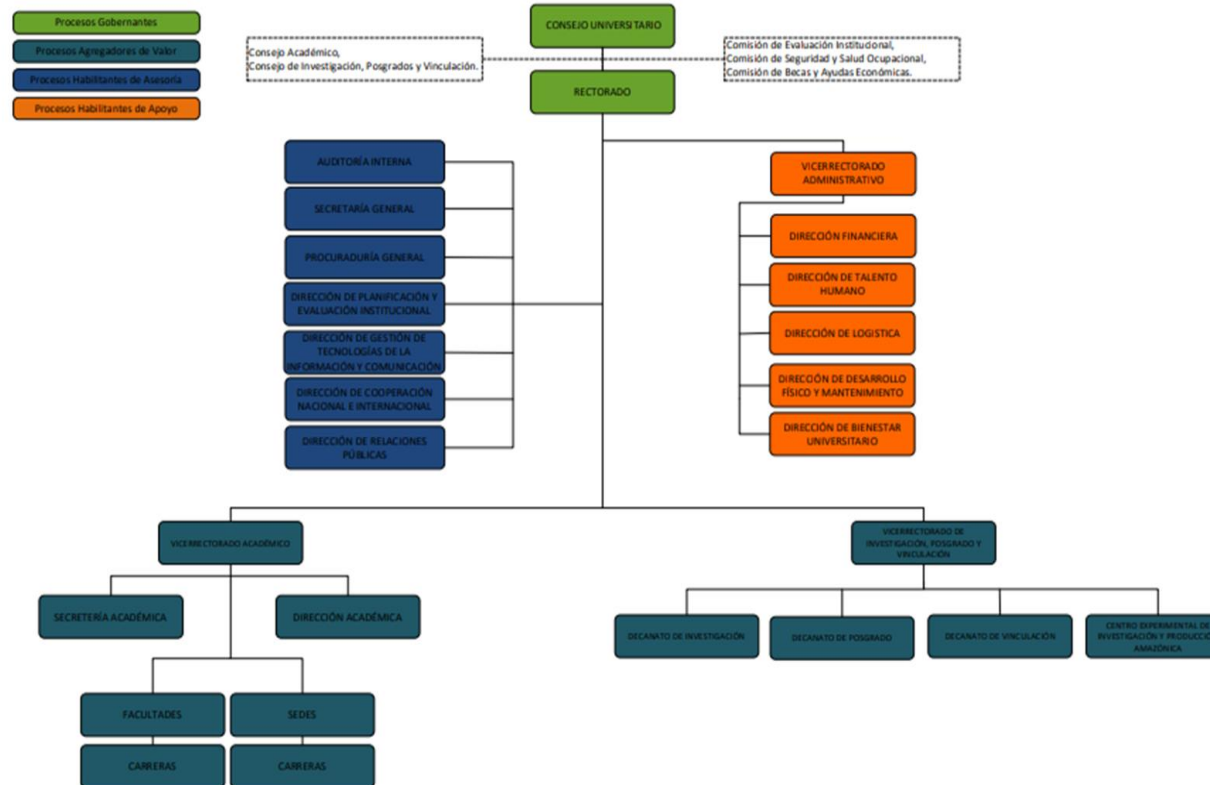 Procesos Gobernantes
Procesos Agregadores de Valor
Procesos Habilitantes de Asesoría
Procesos Habilitantes de Apoyo
CONSEJO UNIVERSITARIO
Consejo Académico,
Consejo de Investigación, Posgrados y Vinculación.
Comisión de Evaluación Institucional,
Comisión de Seguridad y Salud Ocupacional,
Comisión de Becas y Ayudas Económicas.
RECTORADO
AUDITORÍA INTERNA
SECRETARÍA GENERAL
PROCURADURÍA GENERAL
DIRECCIÓN DE PLANIFICACIÓN Y
EVALUACIÓN INSTITUCIONAL
DIRECCIÓN DE GESTIÓN DE
TECNOLOGÍAS DE LA
INFORMACIÓN Y COMUNICACIÓN
DIRECCIÓN DE COOPERACIÓN
NACIONAL E INTERNACIONAL
DIRECCIÓN DE RELACIONES
PÚBLICAS
VICERRECTORADO
ADMINISTRATIVO
DIRECCIÓN FINANCIERA
DIRECCIÓN DE TALENTO
HUMANO
DIRECCIÓN DE LOGISTICA
DIRECCIÓN DE DESARROLLO
FÍSICO Y MANTENIMIENTO
DIRECCIÓN DE BIENESTAR
UNIVERSITARIO
VICERRECTORADO ACADÉMICO
SECRETERÍA ACADÉMICA
DIRECCIÓN ACADÉMICA
FACULTADES
SEDES
CARRERAS
CARRERAS
VICERRECTORADO DE
INVESTIGACIÓN, POSGRADO Y
VINCULACIÓN
DECANATO DE INVESTIGACIÓN
DECANATO DE POSGRADO
DECANATO DE VINCULACIÓN
CENTRO EXPERIMENTAL DE
INVESTIGACIÓN Y PRODUCCIÓ
AMAZÓNICA